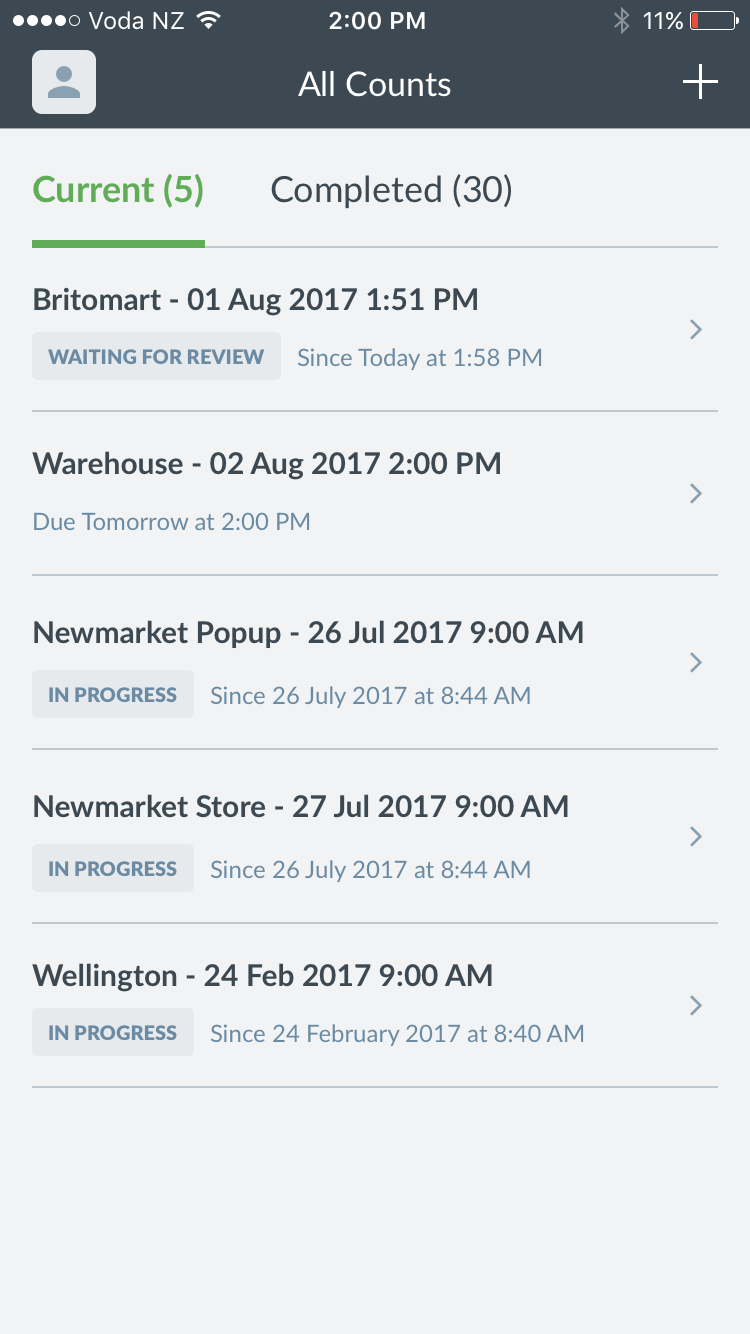 Voda NZ 2:00 PM 11%
All Counts
Current (5) Completed (30)
Britomart - 01 Aug 2017 1:51 PM
WAITING FOR REVIEW Since Today at 1:58 PM
Warehouse - 02 Aug 2017 2:00 PM
Due Tomorrow at 2:00 PM
Newmarket Popup - 26 Jul 2017 9:00 AM
IN PROGRESS Since 26 July 2017 at 8:44 AM
Newmarket Store - 27 Jul 2017 9:00 AM
IN PROGRESS Since 26 July 2017 at 8:44 AM
Wellington - 24 Feb 2017 9:00 AM
IN PROGRESS Since 24 February 2017 at 8:40 AM